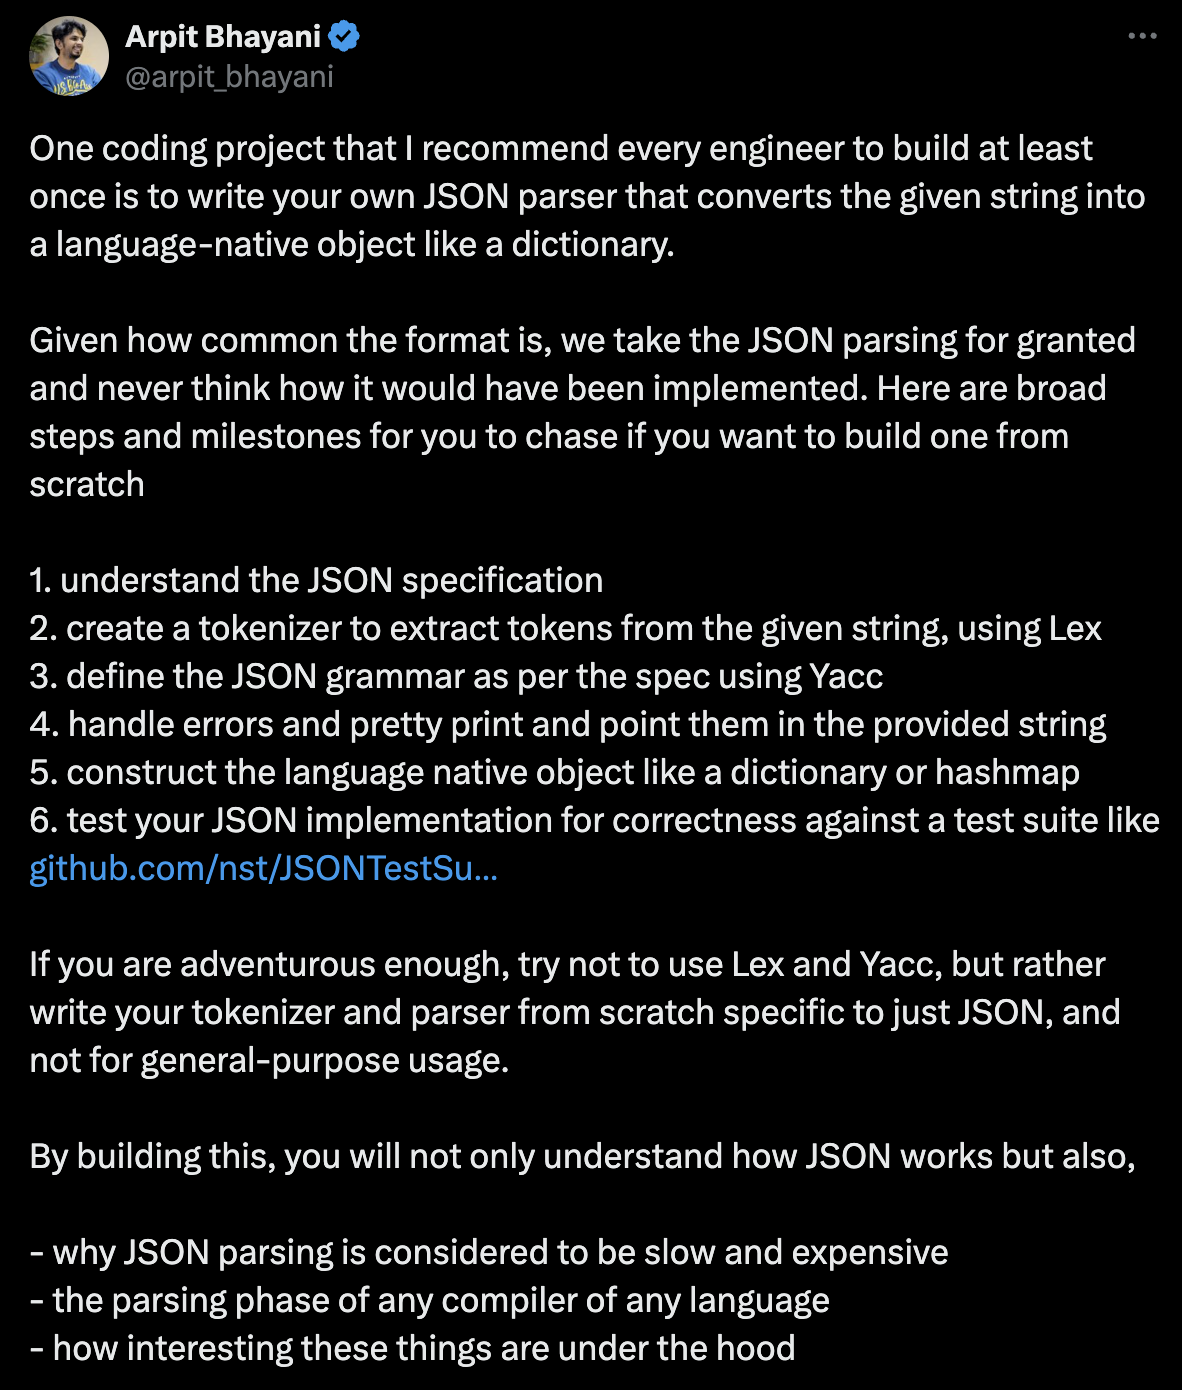 Arpit Bhayani
@arpit_bhayani
One coding project that I recommend every engineer to build at least
once is to write your own JSON parser that converts the given string into
a language-native object like a dictionary.
Given how common the format is, we take the JSON parsing for granted
and never think how it would have been implemented. Here are broad
steps and milestones for you to chase if you want to build one from
scratch
1. understand the JSON specification
2. create a tokenizer to extract tokens from the given string, using Lex
3. define the JSON grammar as per the spec using Yacc
4. handle errors and pretty print and point them in the provided string
5. construct the language native object like a dictionary or hashmap
6. test your JSON implementation for correctness against a test suite like
github.com/nst/JSONTestSu...
If you are adventurous enough, try not to use Lex and Yacc, but rather
write your tokenizer and parser from scratch specific to just JSON, and
not for general-purpose usage.
By building this, you will not only understand how JSON works but also,
- why JSON parsing is considered to be slow and expensive
- the parsing phase of any compiler of any language
- how interesting these things are under the hood